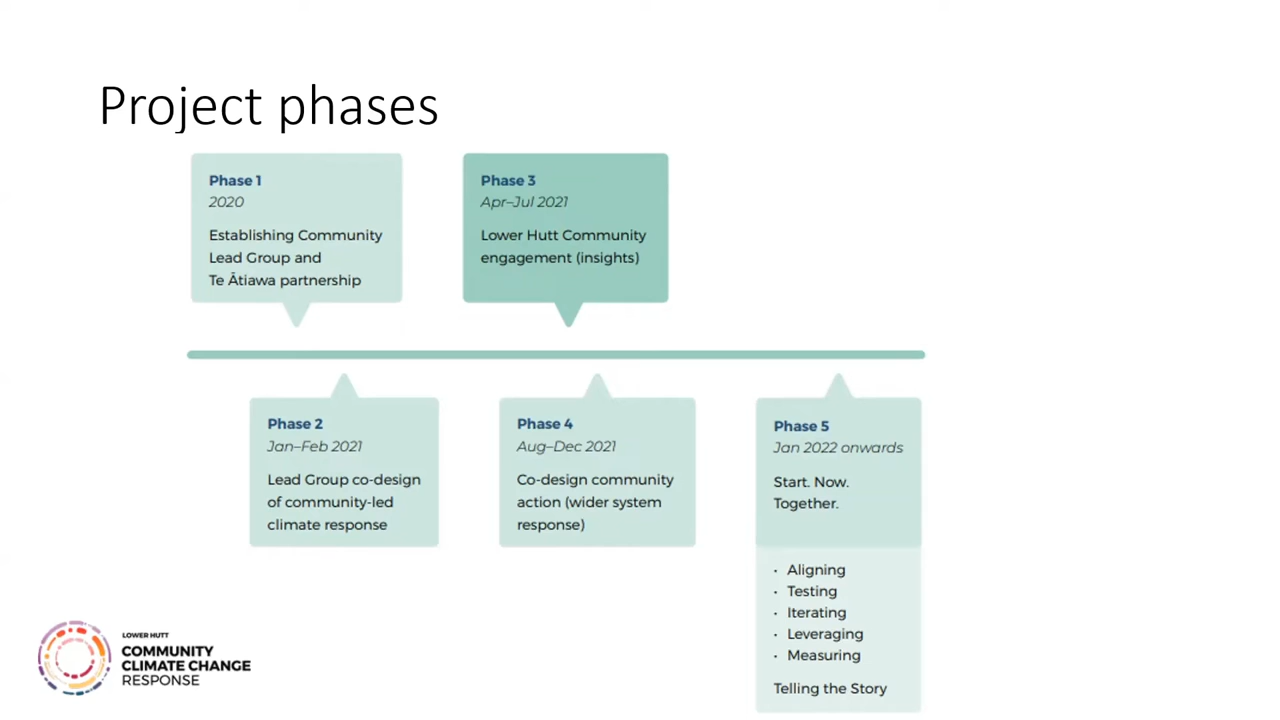 Project phases
Phase 1
2020
Establishing Community
Lead Group and
Te Ātiawa partnership
Phase 3
Apr–Jul 2021
Lower Hutt Community
engagement (insights)
Phase 2
Jan–Feb 2021
Lead Group co-design
of community-led
climate response
Phase 4
Aug–Dec 2021
Co-design community
action (wider system
response)
Phase 5
Jan 2022 onwards
Start. Now.
Together.
• Aligning
• Testing
• Iterating
• Leveraging
• Measuring
Telling the Story
LOWER HUTT
COMMUNITY
CLIMATE CHANGE
RESPONSE